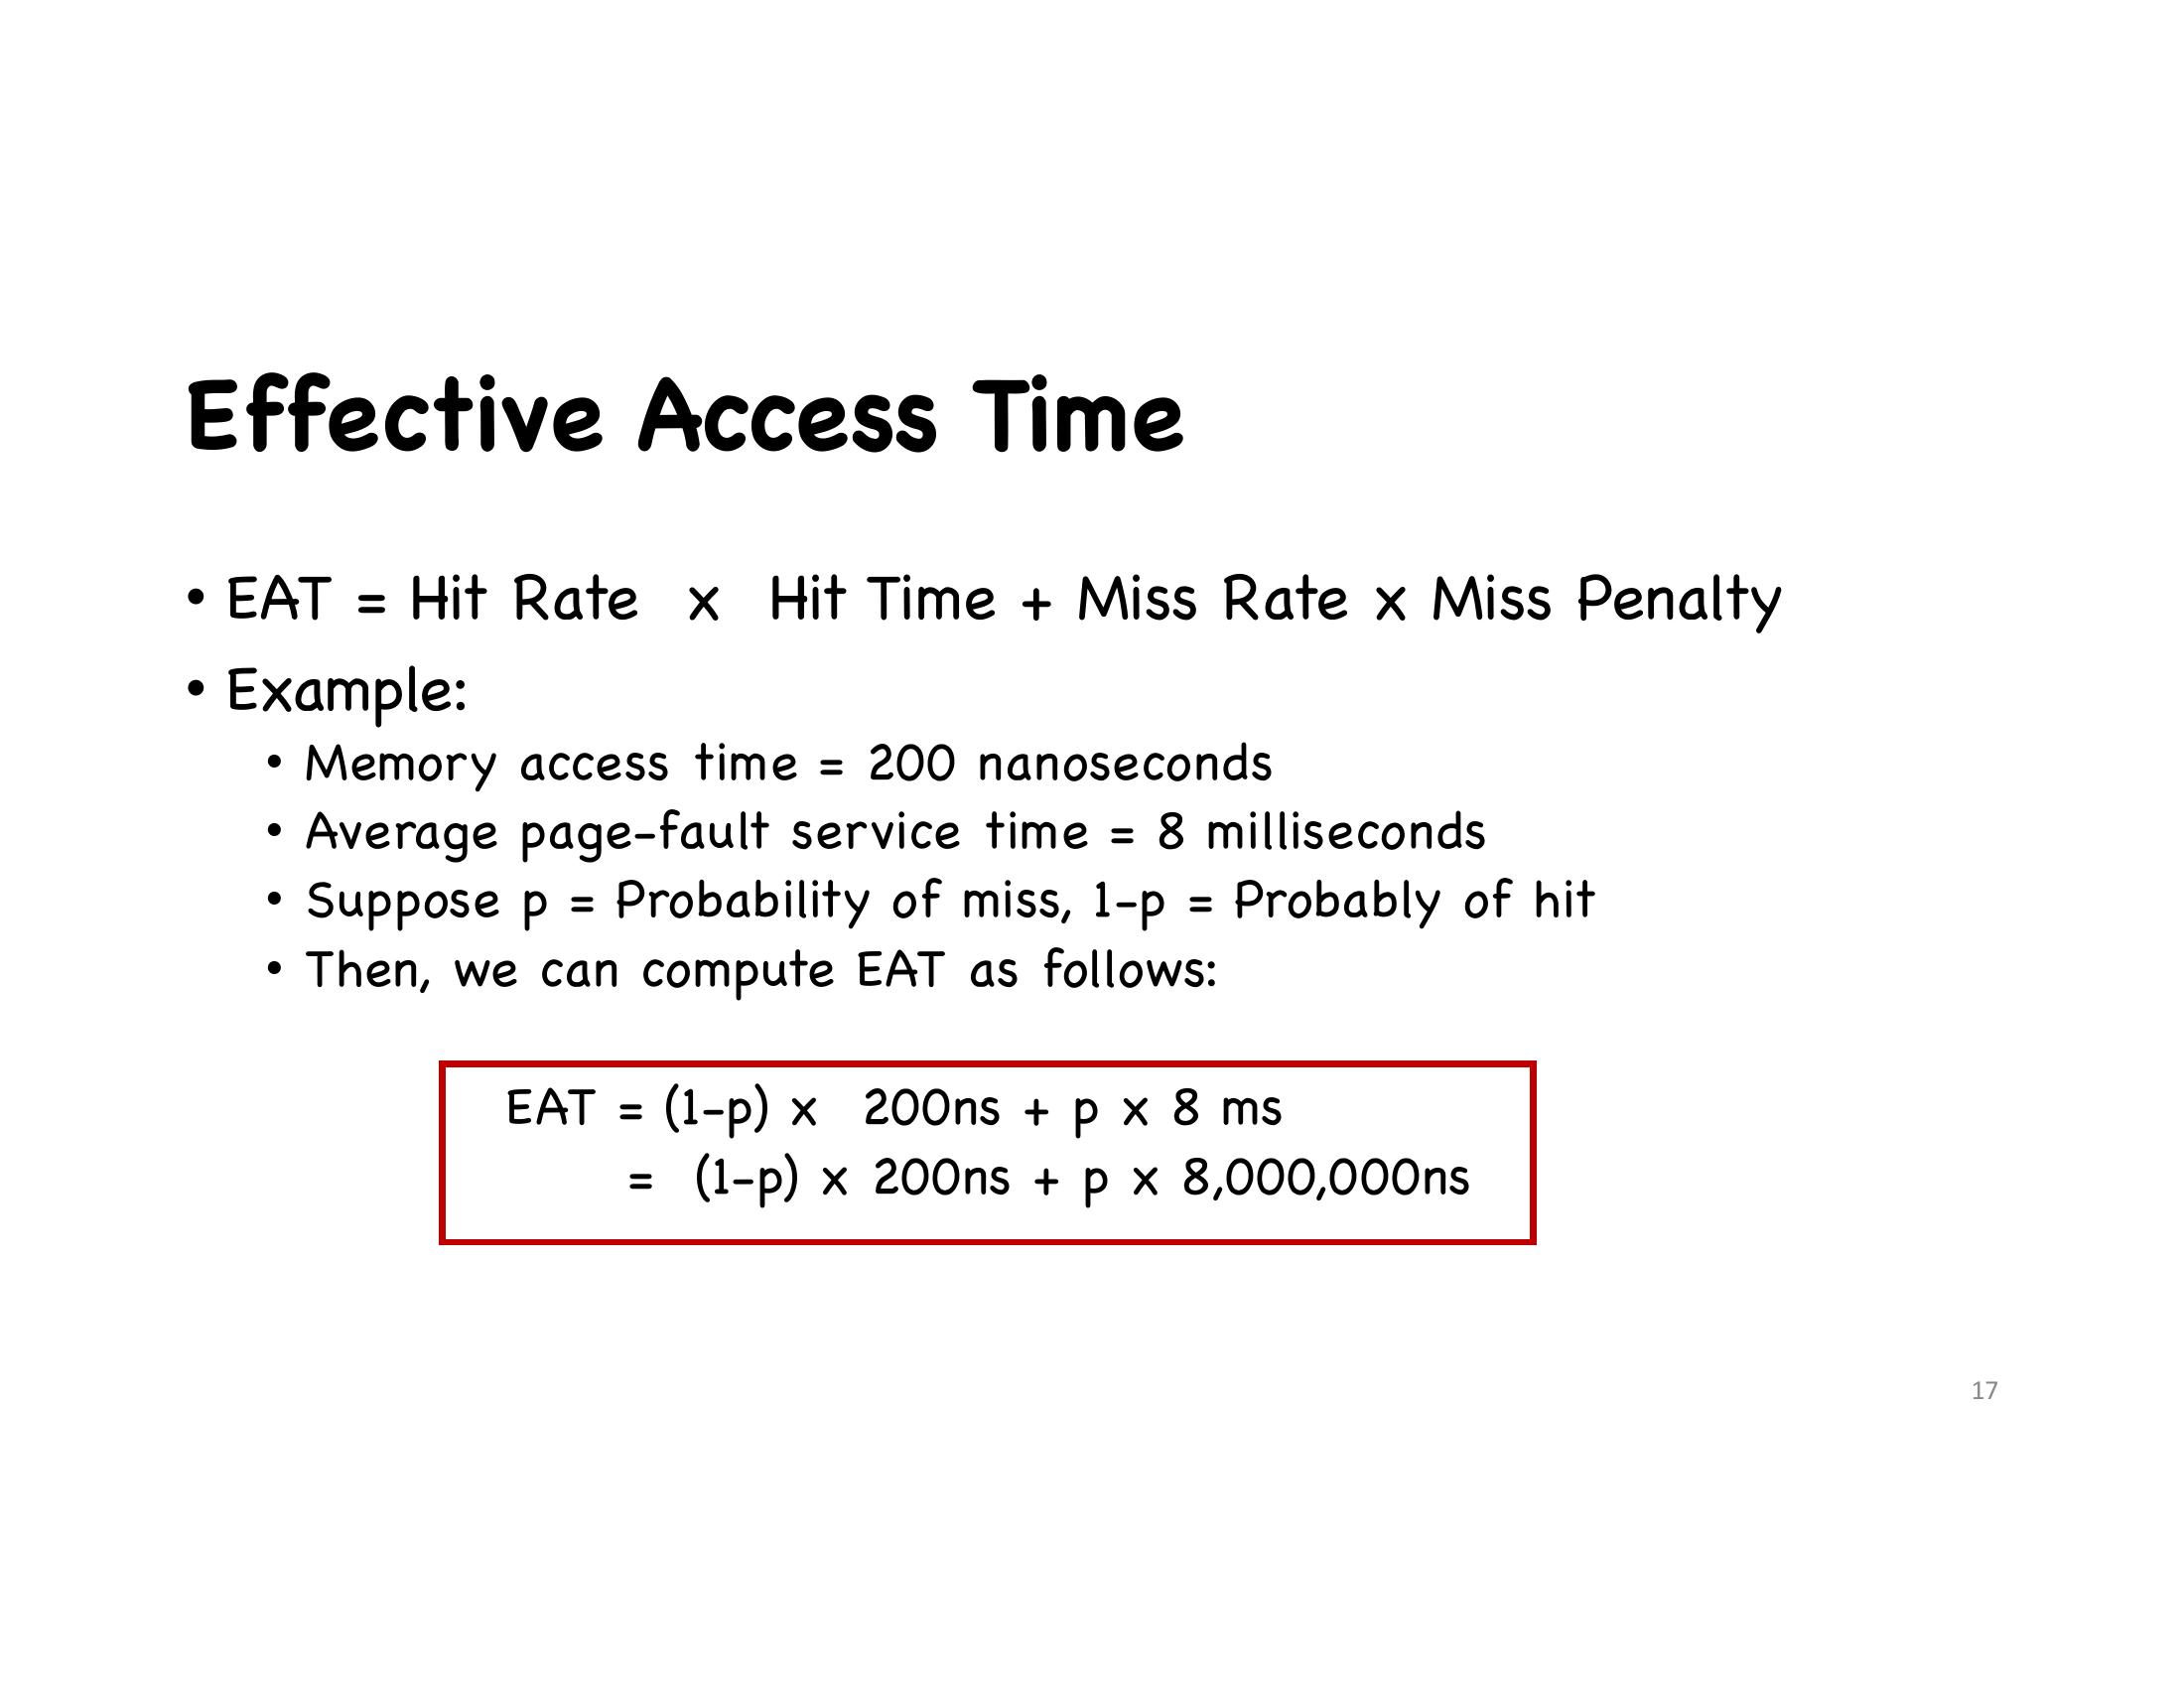 Effective Access Time
• EAT = Hit Rate x Hit Time + Miss Rate x Miss Penalty
• Example:
• Memory access time = 200 nanoseconds
• Average page-fault service time = 8 milliseconds
• Suppose p = Probability of miss, 1-p = Probably of hit
• Then, we can compute EAT as follows:
EAT = (1-p) x 200ns + p x 8 ms
= (1-p) x 200ns + p x 8,000,000ns
17